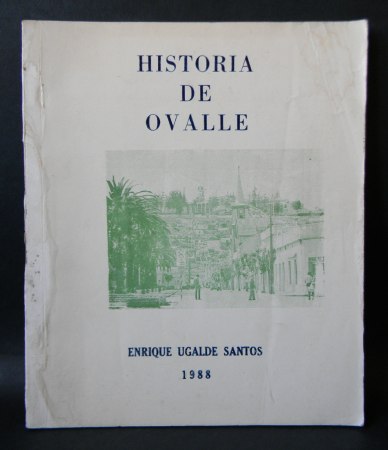 HISTORIA
DE
OVALLE
ENRIQUE UGALDE SANTOS
1988